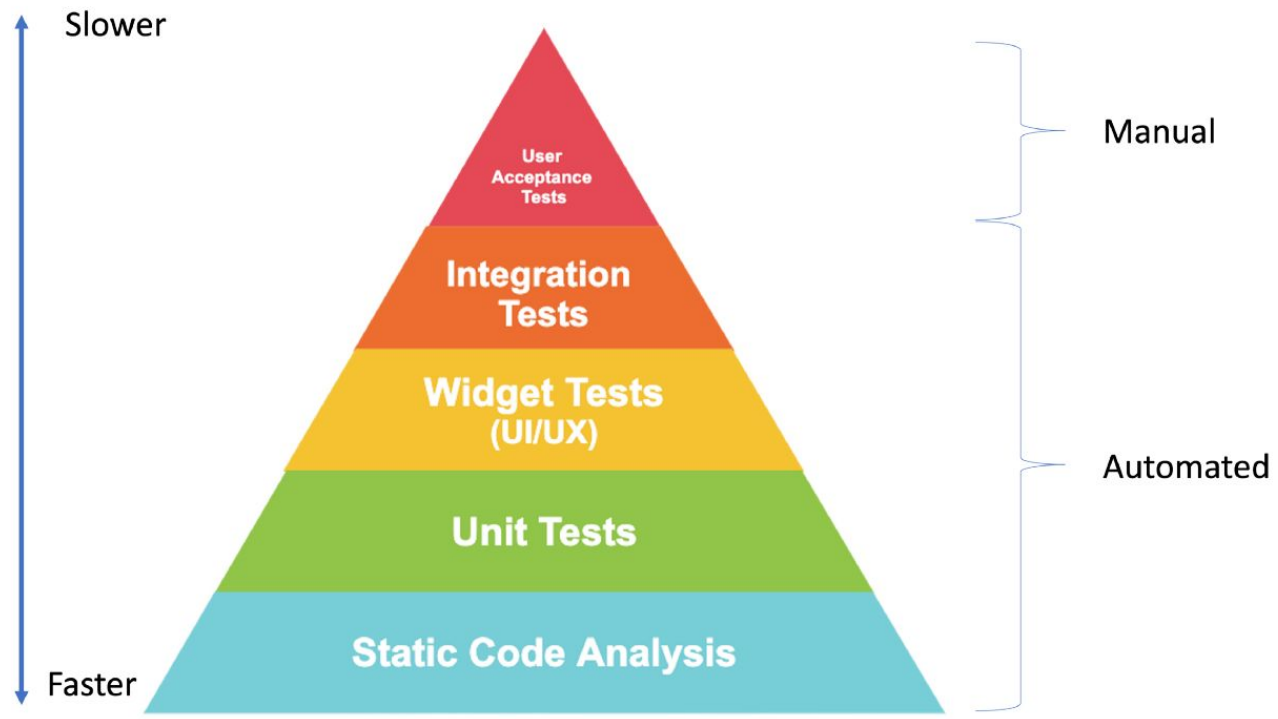 Slower
User
Acceptance
Tests
Manual
Integration
Tests
Widget Tests
(UI/UX)
Automated
Unit Tests
Static Code Analysis
Faster